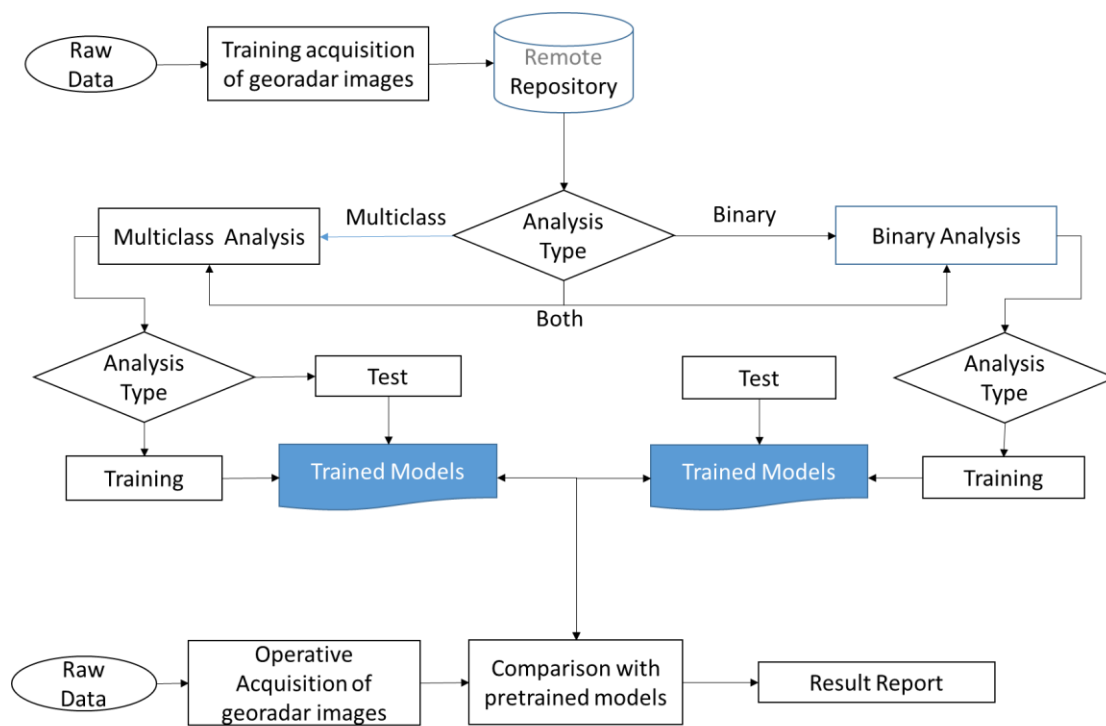 Raw
Data
Training acquisition
of georadar images
Remote
Repository
Multiclass
Analysis
Type
Binary
Multiclass Analysis
Binary Analysis
Both
Analysis
Type
Test
Test
Analysis
Type
Training
Trained Models
Trained Models
Training
Raw
Data
Operative
Acquisition of
georadar images
Comparison with
pretrained models
Result Report